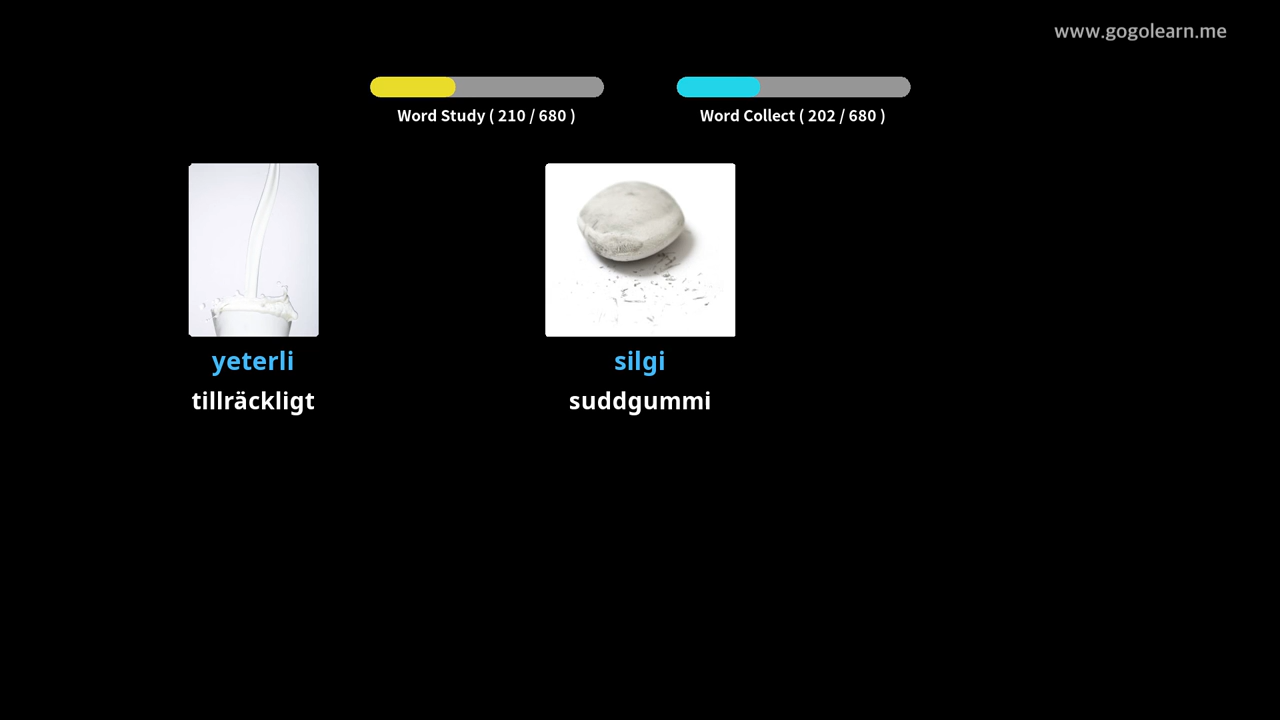 www.gogolearn.me
Word Study ( 210 / 680 )
Word Collect ( 202 / 680 )
yeterli
silgi
tillräckligt
suddgummi